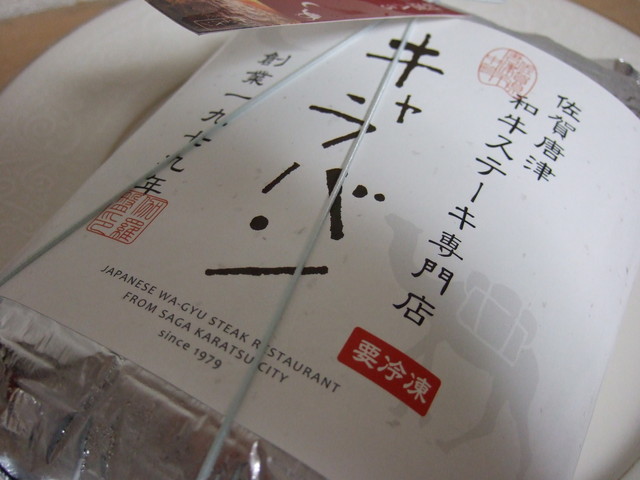 佐賀唐津
和牛ステーキ専門店
キャラバン
創業一九七九年
JAPANESE WA-GYU STEAK RESTAURANT
FROM SAGA KARATSU CITY
since 1979
要冷凍